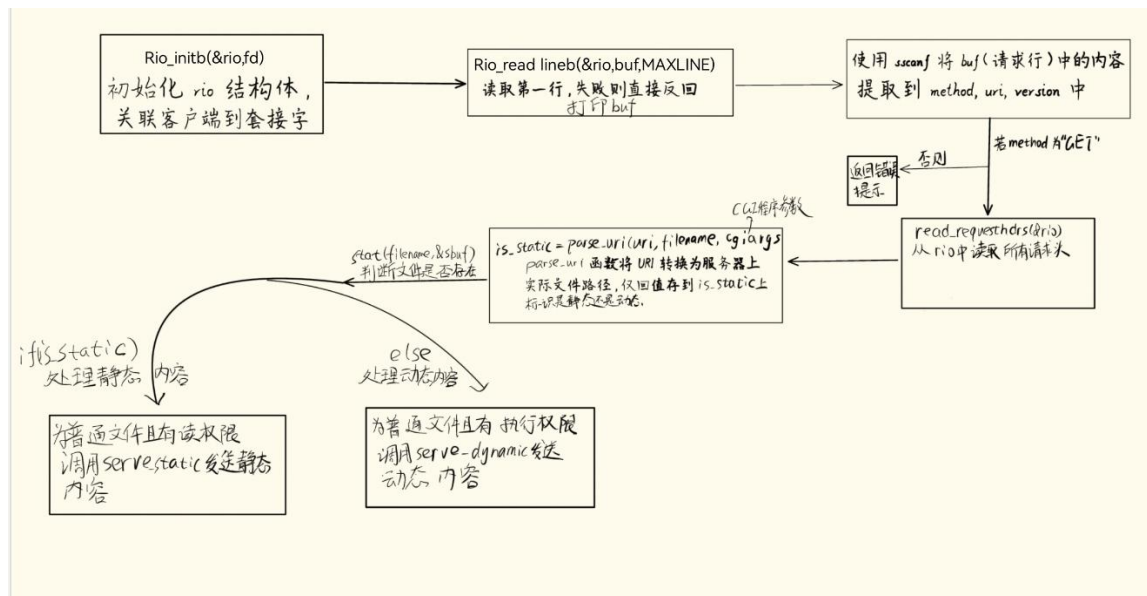 Rio_initb(&rio,fd)
初始化 rio 结构体,
关联客户端到套接字
Rio_read lineb(&rio,buf,MAXLINE)
读取第一行,失败则直接反回
打印buf
使用 sscanf 将 buf(请求行)中的内容
提取到 method, uri, version 中
若method为"GET"
否则
返回错误
提示
read_requesthdrs(&rio)
从rio中读取所有请求头
CGI程序参数
is_static = parse_uri(uri, filename, cgiargs
parse_uri 函数将 URI 转换为服务器上
实际文件路径,仅回值存到is_static上
标识是静态还是动态.
stat(filename,&sbuf)
判断文件是否存在
if(is_static)
处理静态 内容
else
处理动态内容
为普通文件且有读权限
调用serve_static发送静态
内容
为普通文件且有 执行权限
调用serve-dynamic发送
动态 内容